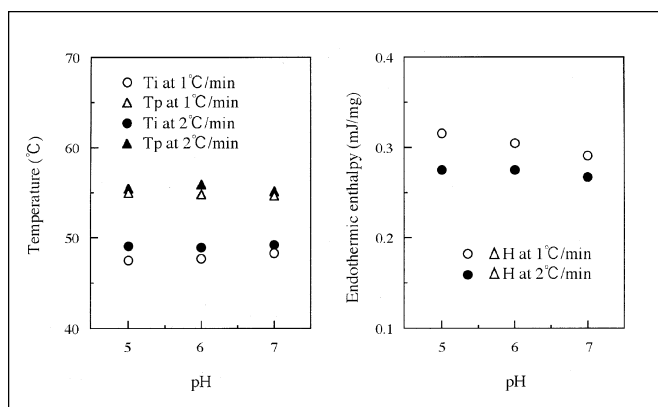 70
60
50
40
Temperature (℃)
Ti at 1℃/min
Tp at 1℃/min
Ti at 2℃/min
Tp at 2℃/min
5 6 7
pH
0.4
0.3
0.2
0.1
Endothermic enthalpy (mJ/mg)
ΔH at 1℃/min
ΔH at 2℃/min
5 6 7
pH